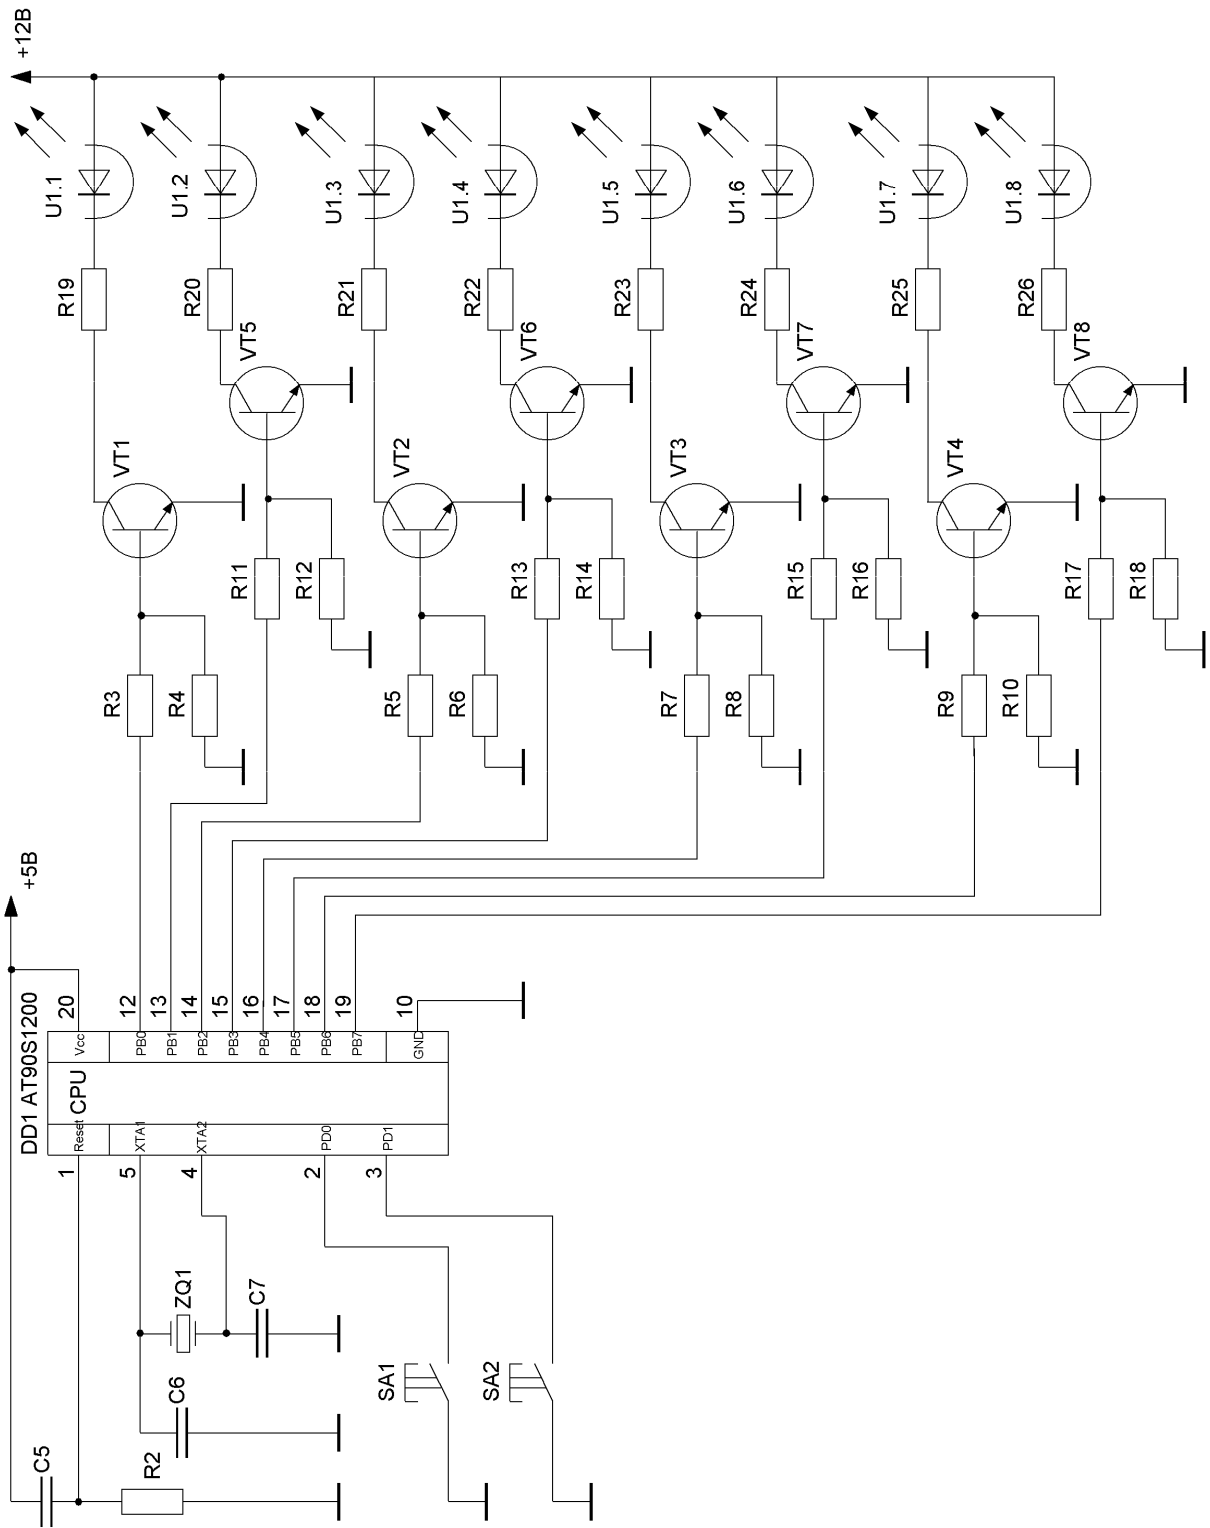 +12В
U1.1
U1.2
U1.3
U1.4
U1.5
U1.6
U1.7
U1.8
R19
R20
R21
R22
R23
R24
R25
R26
VT5
VT6
VT7
VT8
VT1
VT2
VT3
VT4
R11
R12
R13
R14
R15
R16
R17
R18
R3
R4
R5
R6
R7
R8
R9
R10
+5В
DD1 AT90S1200
20
12
13
14
15
16
17
18
19
10
Vcc
PB0
PB1
PB2
PB3
PB4
PB5
PB6
PB7
GND
CPU
Reset
XTA1
XTA2
PD0
PD1
1
5
4
2
3
ZQ1
C7
C6
SA1
SA2
C5
R2